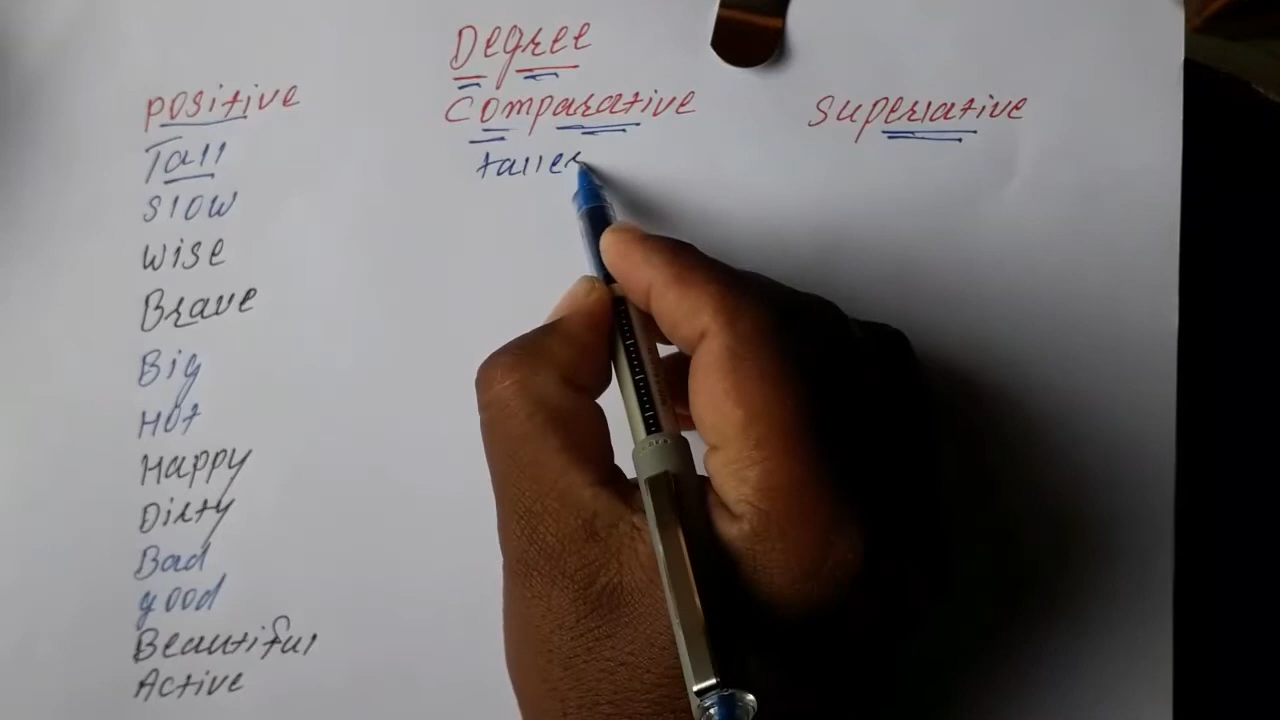 Degree
positive Comparative Superlative
Tall taller
Slow
Wise
Brave
Big
Hot
Happy
Dirty
Bad
good
Beautiful
Active